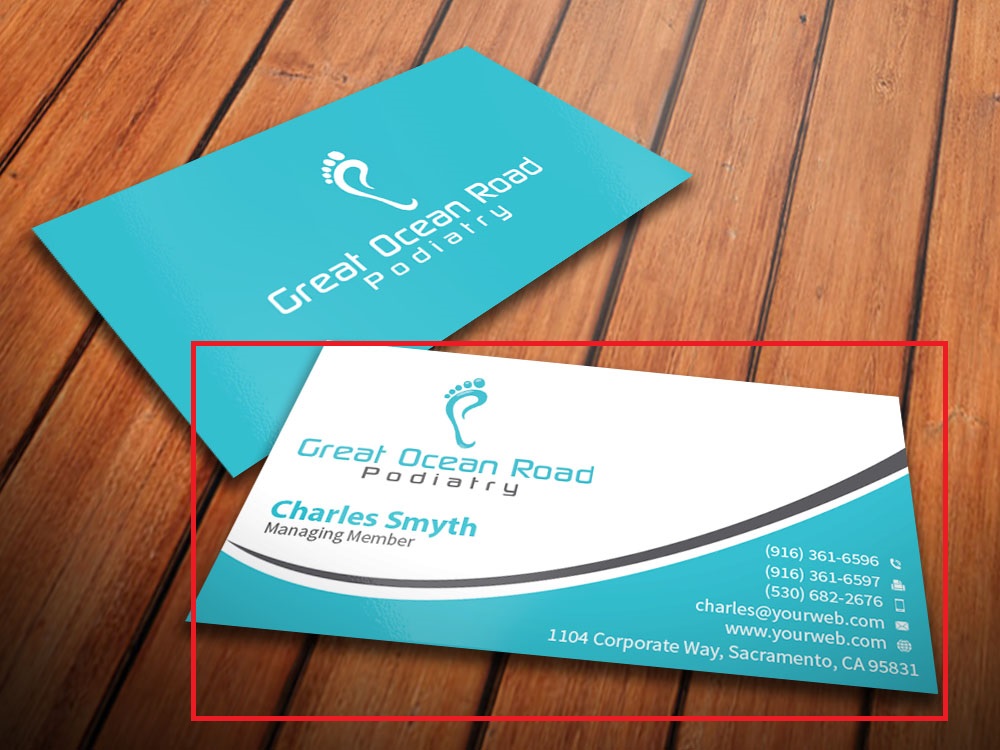 Great Ocean Road
Podiatry
Great Ocean Road
Podiatry
Charles Smyth
Managing Member
(916) 361-6596
(916) 361-6597
(530) 682-2676
charles@yourweb.com
www.yourweb.com
1104 Corporate Way, Sacramento, CA 95831